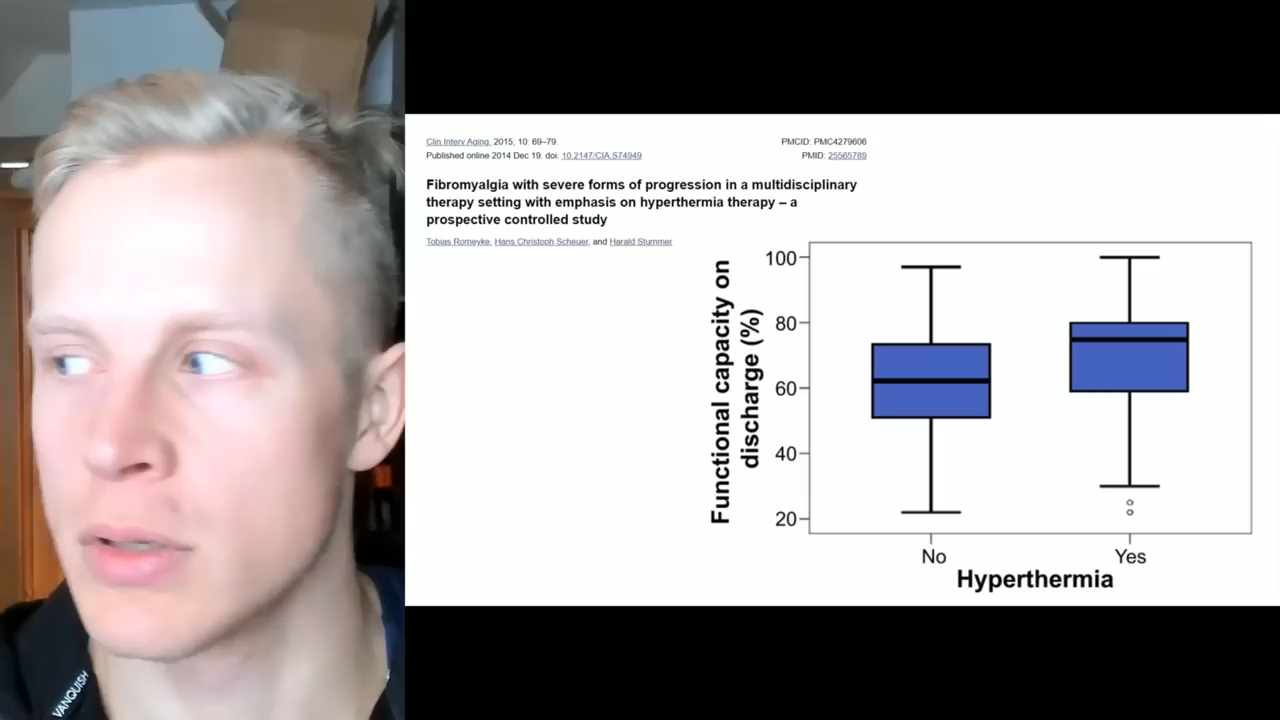 Clin Interv Aging. 2015; 10: 69–79.
PMCID: PMC4279606
Published online 2014 Dec 19. doi: 10.2147/CIA.S74949
PMID: 25565789
Fibromyalgia with severe forms of progression in a multidisciplinary
therapy setting with emphasis on hyperthermia therapy – a
prospective controlled study
Tobias Romeyke, Hans Christoph Scheuer, and Harald Stummer
Functional capacity on
discharge (%)
100
80
60
40
20
No
Yes
Hyperthermia
VANQUISH